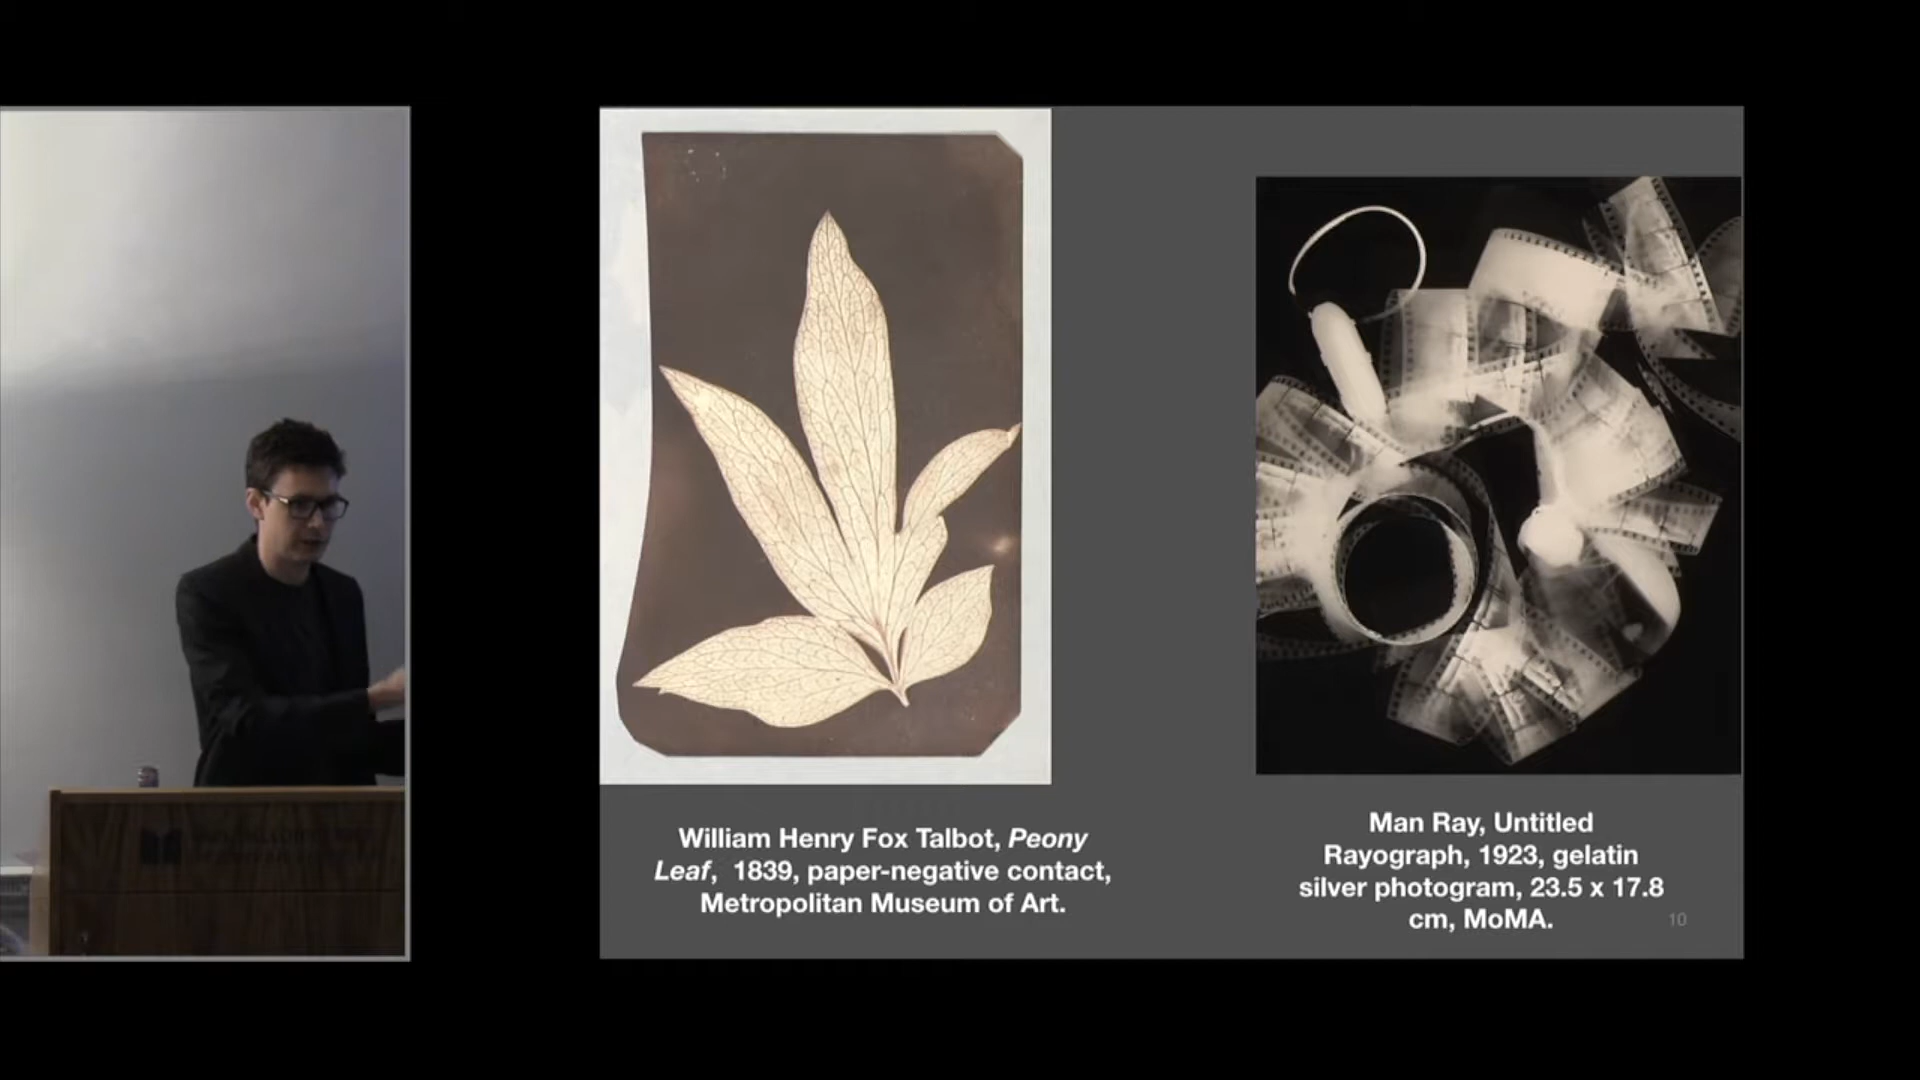 William Henry Fox Talbot, Peony
Leaf, 1839, paper-negative contact,
Metropolitan Museum of Art.
Man Ray, Untitled
Rayograph, 1923, gelatin
silver photogram, 23.5 x 17.8
cm, MoMA.
10